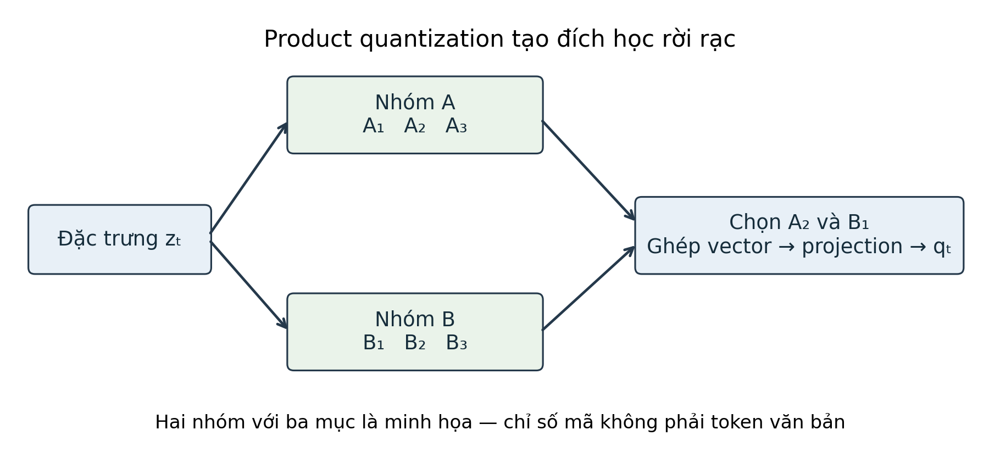 Product quantization tạo đích học rời rạc
Nhóm A
A₁ A₂ A₃
Đặc trưng zₜ
Chọn A₂ và B₁
Ghép vector → projection → qₜ
Nhóm B
B₁ B₂ B₃
Hai nhóm với ba mục là minh họa — chỉ số mã không phải token văn bản